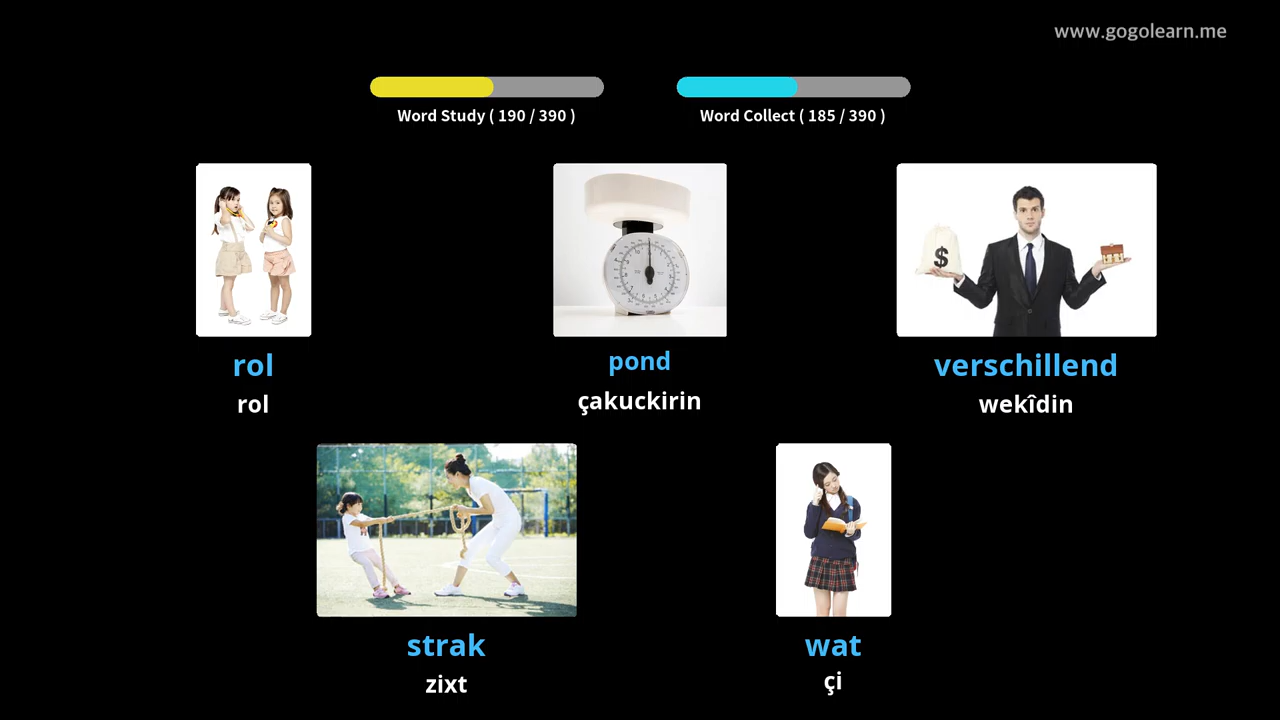 www.gogolearn.me
Word Study ( 190 / 390 )
Word Collect ( 185 / 390 )
rol
rol
pond
çakuckirin
verschillend
wekîdin
strak
zixt
wat
çi